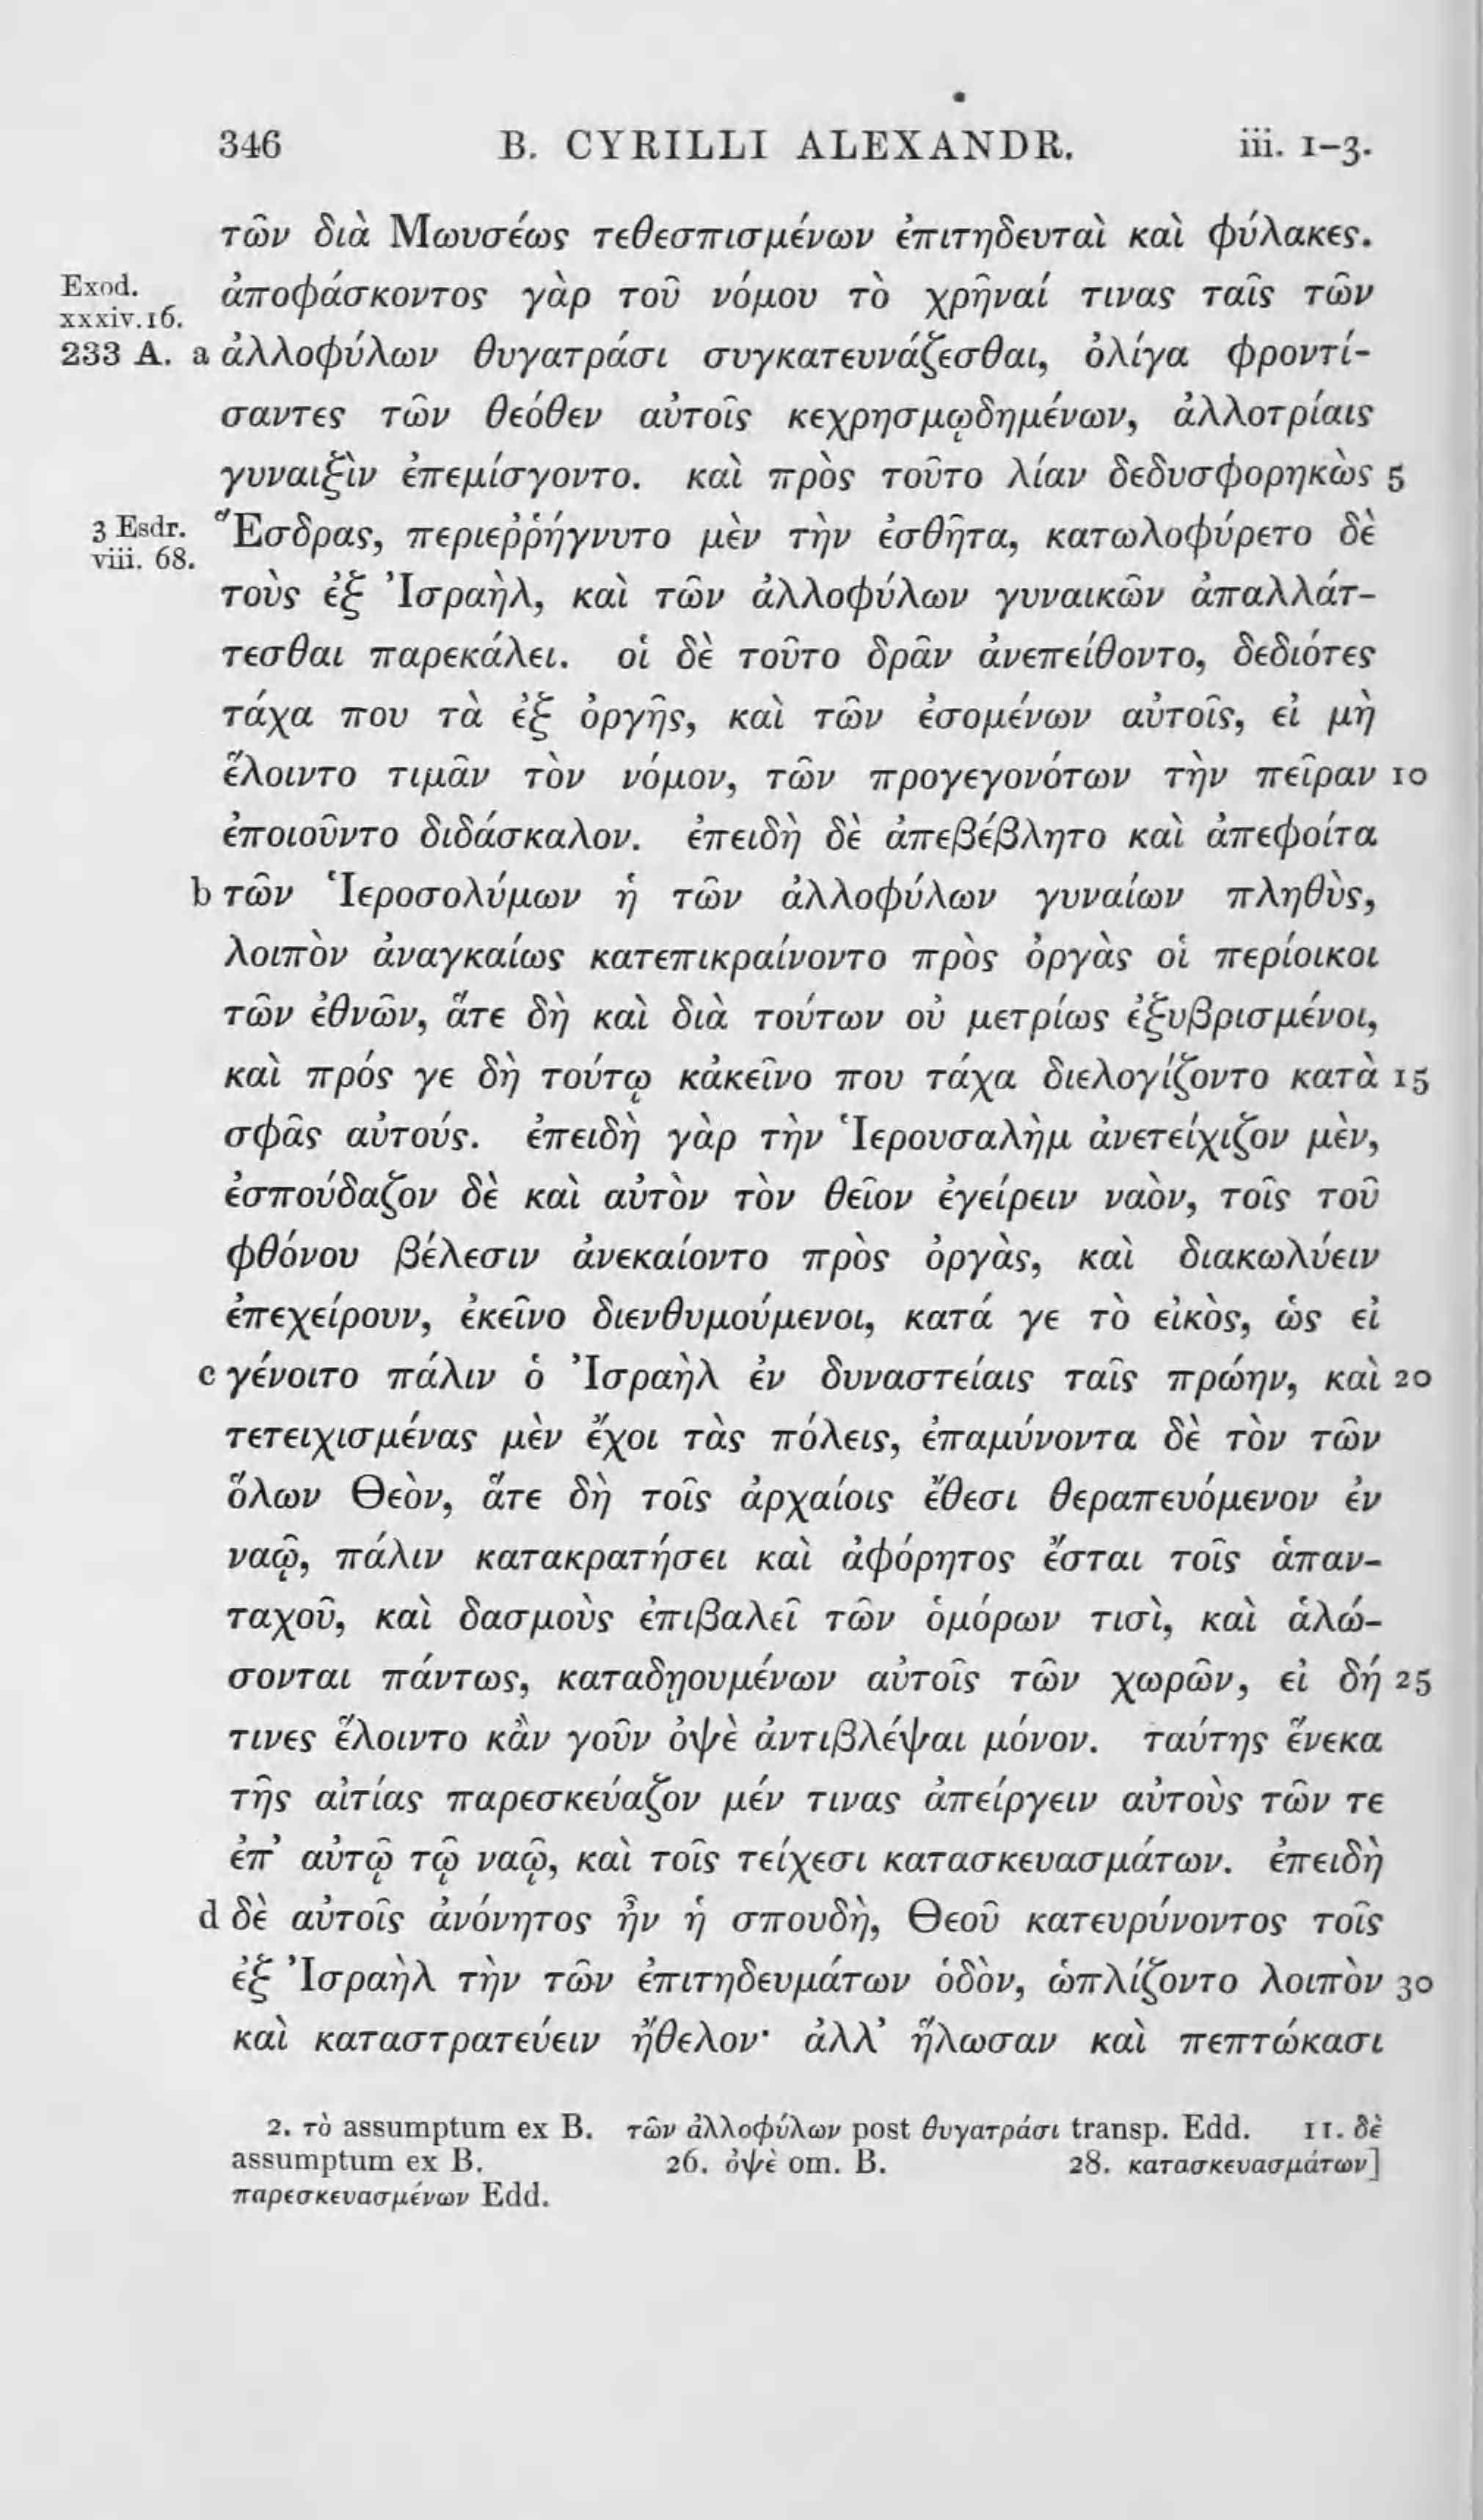 346 B. CYRILLI ALEXANDR. iii. 1-3.
τῶν διὰ Μωυσέως τεθεσπισμένων ἐπιτηδευταὶ καὶ φύλακες.
Exod. xxxiv. 16. ἀποφάσκοντος γὰρ τοῦ νόμου τὸ χρῆναί τινας ταῖς τῶν
233 A. a ἀλλοφύλων θυγατράσι συγκατευνάζεσθαι, ὀλίγα φροντί-
σαντες τῶν θεόθεν αὐτοῖς κεχρησμῳδημένων, ἀλλοτρίαις
γυναιξὶν ἐπεμίσγοντο. καὶ πρὸς τοῦτο λίαν δεδυσφορηκὼς 5
3 Esdr. viii. 68. Ἔσδρας, περιεῤῥήγνυτο μὲν τὴν ἐσθῆτα, κατωλοφύρετο δὲ
τοὺς ἐξ Ἰσραὴλ, καὶ τῶν ἀλλοφύλων γυναικῶν ἀπαλλάτ-
τεσθαι παρεκάλει. οἱ δὲ τοῦτο δρᾶν ἀνεπείθοντο, δεδιότες
τάχα που τὰ ἐξ ὀργῆς, καὶ τῶν ἐσομένων αὐτοῖς, εἰ μὴ
ἕλοιντο τιμᾶν τὸν νόμον, τῶν προγεγονότων τὴν πεῖραν 10
ἐποιοῦντο διδάσκαλον. ἐπειδὴ δὲ ἀπεβέβλητο καὶ ἀπεφοίτα
b τῶν Ἱεροσολύμων ἡ τῶν ἀλλοφύλων γυναίων πληθὺς,
λοιπὸν ἀναγκαίως κατεπικραίνοντο πρὸς ὀργὰς οἱ περίοικοι
τῶν ἐθνῶν, ἅτε δὴ καὶ διὰ τούτων οὐ μετρίως ἐξυβρισμένοι,
καὶ πρός γε δὴ τούτῳ κἀκεῖνο που τάχα διελογίζοντο κατὰ 15
σφᾶς αὐτούς. ἐπειδὴ γὰρ τὴν Ἱερουσαλὴμ ἀνετείχιζον μὲν,
ἐσπούδαζον δὲ καὶ αὐτὸν τὸν θεῖον ἐγείρειν ναὸν, τοῖς τοῦ
φθόνου βέλεσιν ἀνεκαίοντο πρὸς ὀργὰς, καὶ διακωλύειν
ἐπεχείρουν, ἐκεῖνο διενθυμούμενοι, κατά γε τὸ εἰκὸς, ὡς εἰ
c γένοιτο πάλιν ὁ Ἰσραὴλ ἐν δυναστείαις ταῖς πρώην, καὶ 20
τετειχισμένας μὲν ἔχοι τὰς πόλεις, ἐπαμύνοντα δὲ τὸν τῶν
ὅλων Θεὸν, ἅτε δὴ τοῖς ἀρχαίοις ἔθεσι θεραπευόμενον ἐν
ναῷ, πάλιν κατακρατήσει καὶ ἀφόρητος ἔσται τοῖς ἁπαν-
ταχοῦ, καὶ δασμοὺς ἐπιβαλεῖ τῶν ὁμόρων τισὶ, καὶ ἁλώ-
σονται πάντως, καταδῃουμένων αὐτοῖς τῶν χωρῶν, εἰ δή 25
τινες ἕλοιντο κἂν γοῦν ὀψὲ ἀντιβλέψαι μόνον. ταύτης ἕνεκα
τῆς αἰτίας παρεσκεύαζον μέν τινας ἀπείργειν αὐτοὺς τῶν τε
ἐπ’ αὐτῷ τῷ ναῷ, καὶ τοῖς τείχεσι κατασκευασμάτων. ἐπειδὴ
d δὲ αὐτοῖς ἀνόνητος ἦν ἡ σπουδὴ, Θεοῦ κατευρύνοντος τοῖς
ἐξ Ἰσραὴλ τὴν τῶν ἐπιτηδευμάτων ὁδὸν, ὡπλίζοντο λοιπὸν 30
καὶ καταστρατεύειν ἤθελον· ἀλλ’ ἥλωσαν καὶ πεπτώκασι
2. τὸ assumptum ex B. τῶν ἀλλοφύλων post θυγατράσι transp. Edd. 11. δὲ
assumptum ex B. 26. ὀψὲ om. B. 28. κατασκευασμάτων]
παρεσκευασμένων Edd.